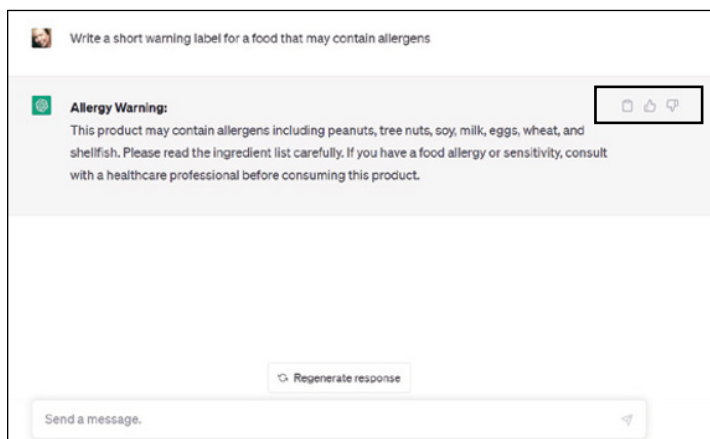 Write a short warning label for a food that may contain allergens
Allergy Warning:
This product may contain allergens including peanuts, tree nuts, soy, milk, eggs, wheat, and
shellfish. Please read the ingredient list carefully. If you have a food allergy or sensitivity, consult
with a healthcare professional before consuming this product.
Regenerate response
Send a message.